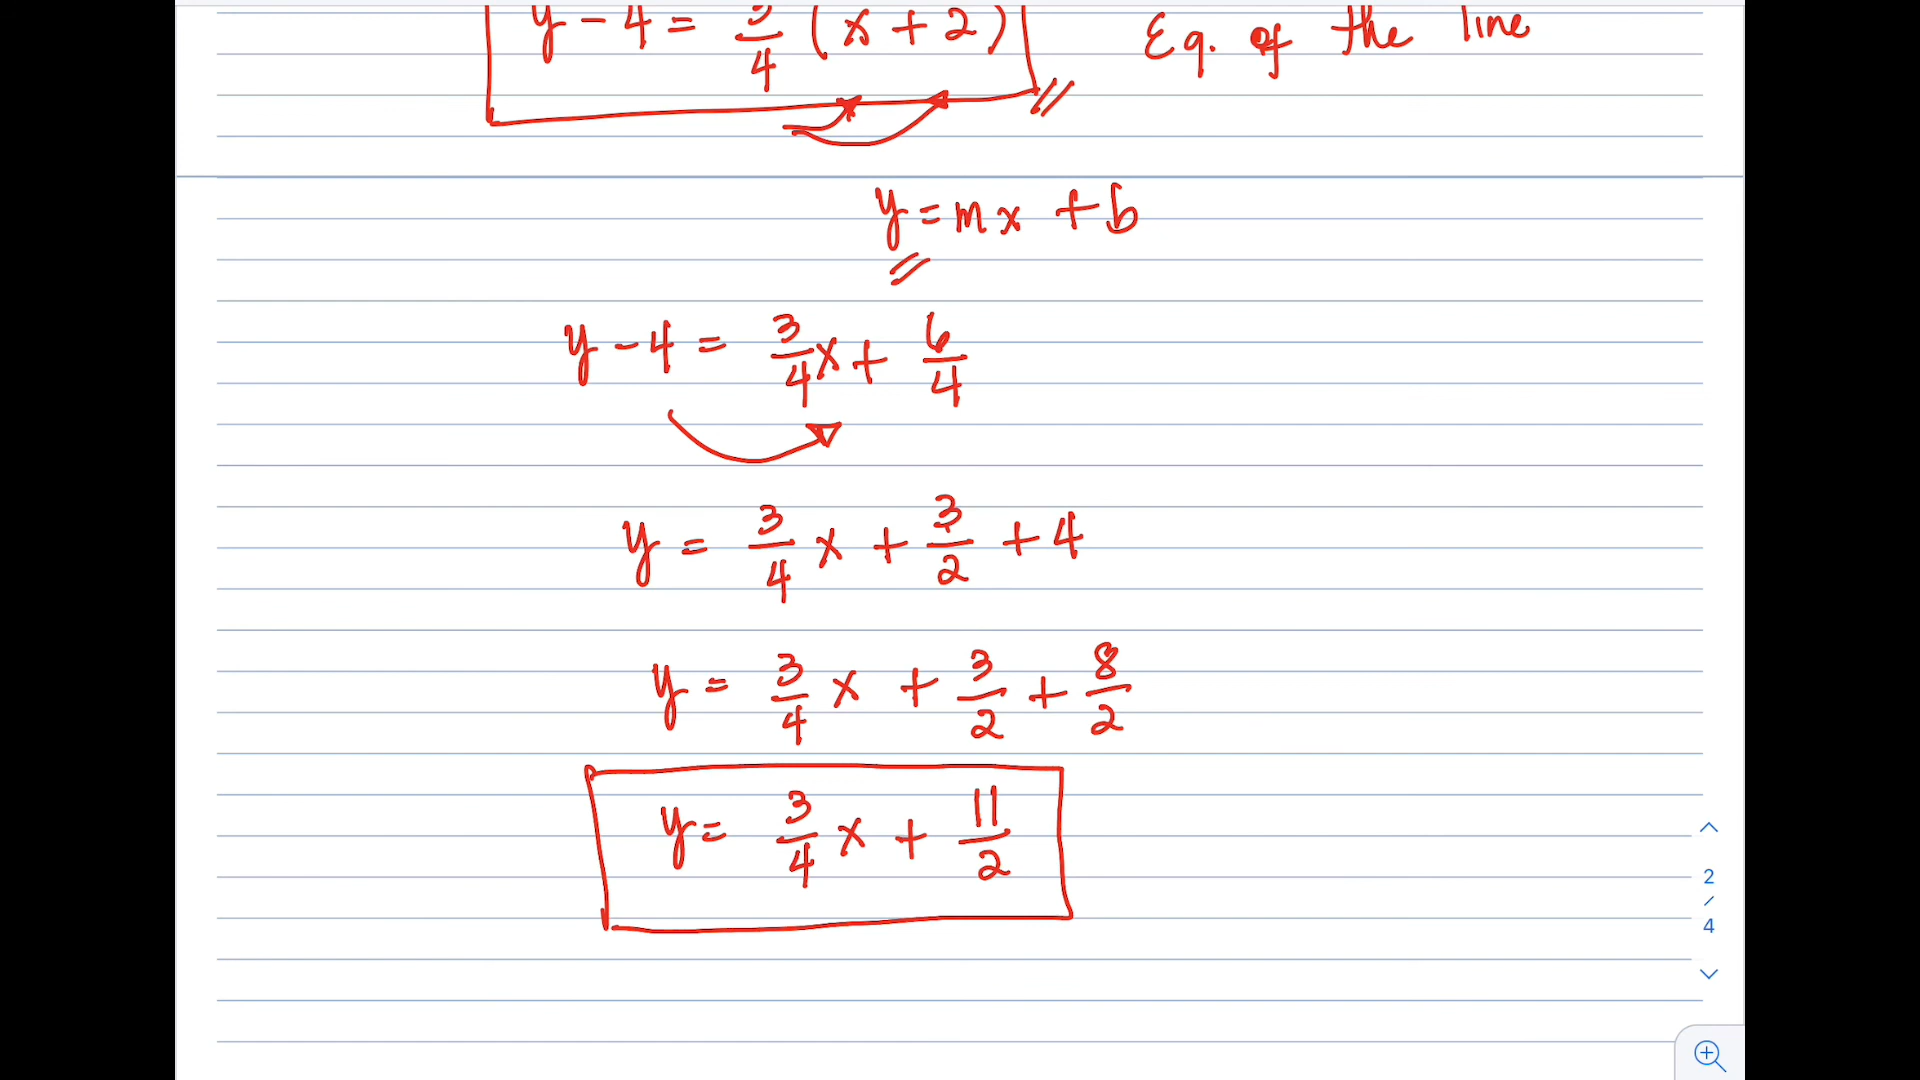 y - 4 = 3/4 (x + 2) Eq. of the line
y = mx + b
y - 4 = 3/4 x + 6/4
y = 3/4 x + 3/2 + 4
y = 3/4 x + 3/2 + 8/2
y = 3/4 x + 11/2
2
/
4